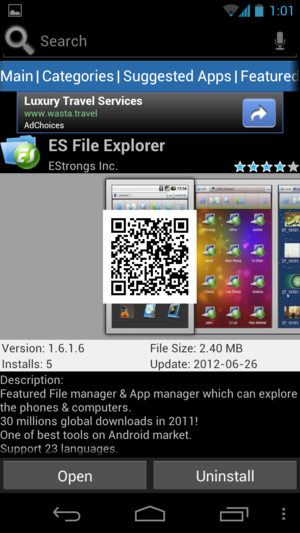 1:01
Search
Main | Categories | Suggested Apps | Featured
Luxury Travel Services
www.wasta.travel
AdChoices
ES File Explorer
EStrongs Inc.
Version: 1.6.1.6
File Size: 2.40 MB
Installs: 5
Update: 2012-06-26
Description:
Featured File manager & App manager which can explore
the phones & computers.
30 millions global downloads in 2011!
One of best tools on Android market.
Support 23 languages.
Open
Uninstall